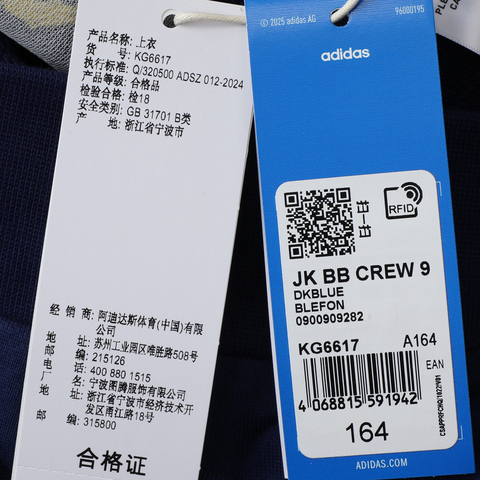 产品名称: 上衣
货 号: KG6617
执行标准: Q/320500 ADSZ 012-2024
产品等级: 合格品
检验合格: 检18
安全类别: GB 31701 B类
产 地: 浙江省宁波市
经 销 商: 阿迪达斯体育(中国)有限公司
地 址: 苏州工业园区唯胜路508号
邮 编: 215126
电 话: 400 880 1515
厂 名: 宁波图腾服饰有限公司
地 址: 宁波市经济技术开
发区甬江路18号
邮 编: 315800
合格证
© 2025 adidas AG
96000195
adidas
RFID
JK BB CREW 9
DKBLUE
BLEFON
0900909282
KG6617 A164
EAN
4 068815 591942
164
ADIDAS.COM